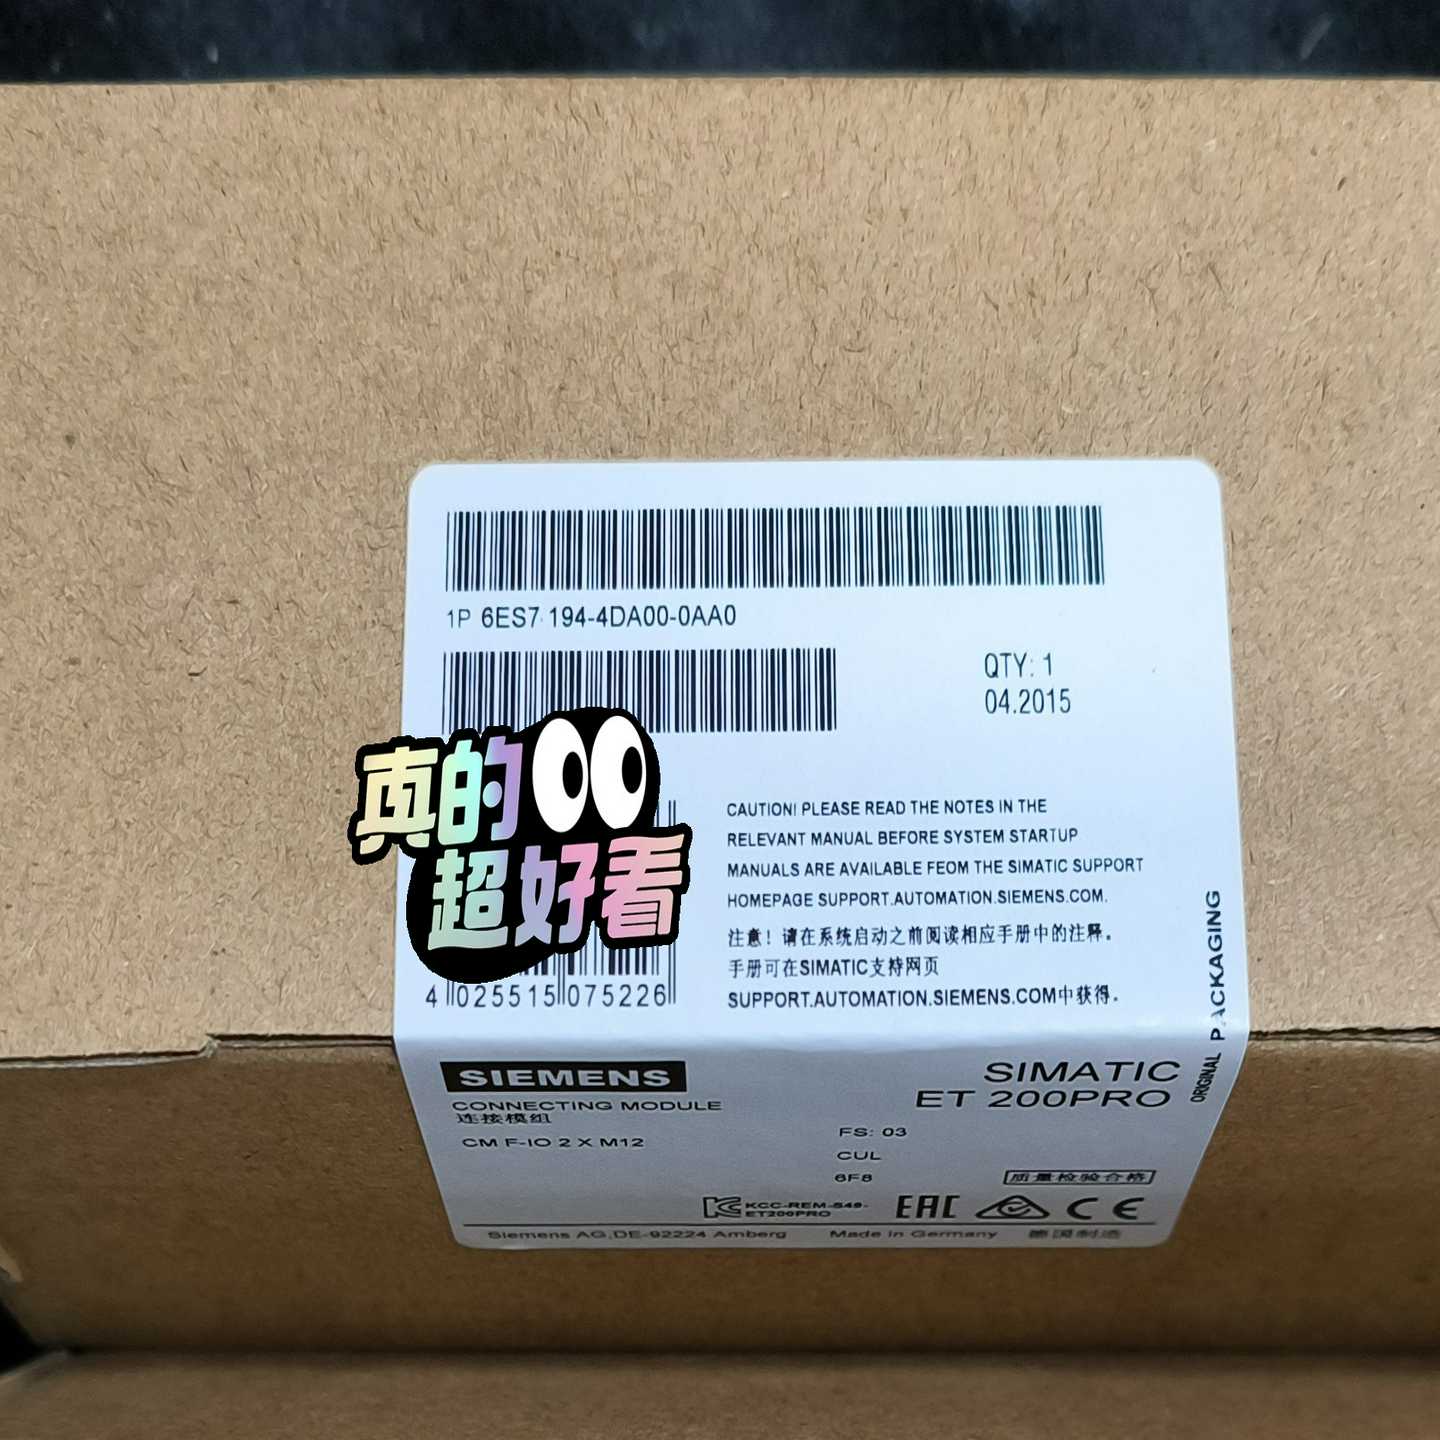 1P 6ES7 194-4DA00-0AA0
QTY: 1
04.2015
真的
超好看
4 025515 075226
CAUTION! PLEASE READ THE NOTES IN THE
RELEVANT MANUAL BEFORE SYSTEM STARTUP
MANUALS ARE AVAILABLE FEOM THE SIMATIC SUPPORT
HOMEPAGE SUPPORT.AUTOMATION.SIEMENS.COM.
注意！请在系统启动之前阅读相应手册中的注释。
手册可在SIMATIC支持网页
SUPPORT.AUTOMATION.SIEMENS.COM中获得。
ORIGINAL PACKAGING
SIEMENS
SIMATIC
ET 200PRO
CONNECTING MODULE
连接模组
CM F-IO 2 X M12
FS: 03
CUL
6F8
质量检验合格
KCC-REM-S49-
ET200PRO
EAC
CE
Siemens AG,DE-92224 Amberg
Made in Germany
德国制造